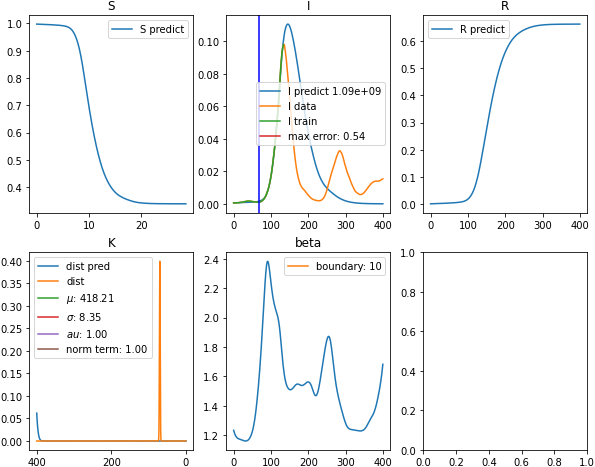 S
I
R
S predict
I predict 1.09e+09
I data
I train
max error: 0.54
R predict
1.0
0.9
0.8
0.7
0.6
0.5
0.4
0 10 20
0.10
0.08
0.06
0.04
0.02
0.00
0 100 200 300 400
0.6
0.5
0.4
0.3
0.2
0.1
0.0
0 100 200 300 400
K
beta
dist pred
dist
μ: 418.21
σ: 8.35
au: 1.00
norm term: 1.00
boundary: 10
0.40
0.35
0.30
0.25
0.20
0.15
0.10
0.05
0.00
400 200 0
2.4
2.2
2.0
1.8
1.6
1.4
1.2
0 100 200 300 400
1.0
0.8
0.6
0.4
0.2
0.0
0.0 0.2 0.4 0.6 0.8 1.0